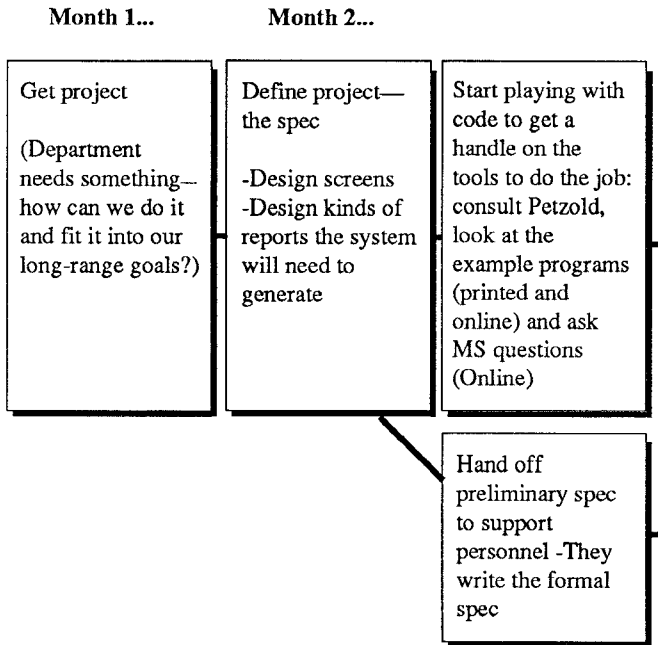 Month 1...
Month 2...
Get project
(Department
needs something—
how can we do it
and fit it into our
long-range goals?)
Define project—
the spec
-Design screens
-Design kinds of
reports the system
will need to
generate
Start playing with
code to get a
handle on the
tools to do the job:
consult Petzold,
look at the
example programs
(printed and
online) and ask
MS questions
(Online)
Hand off
preliminary spec
to support
personnel -They
write the formal
spec